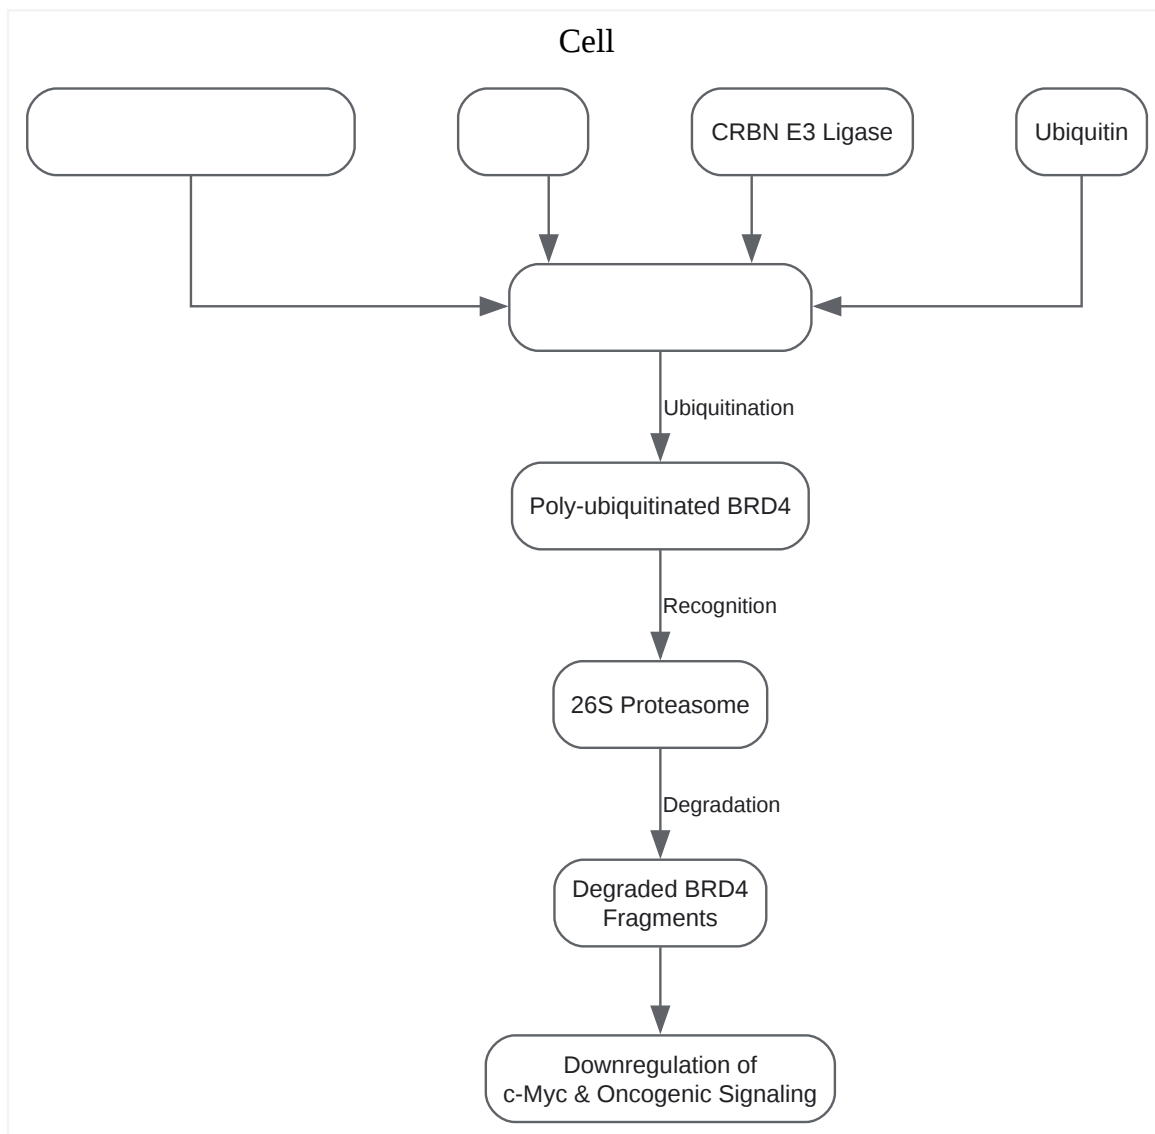 Cell
CRBN E3 Ligase
Ubiquitin
Ubiquitination
Poly-ubiquitinated BRD4
Recognition
26S Proteasome
Degradation
Degraded BRD4
Fragments
Downregulation of
c-Myc & Oncogenic Signaling